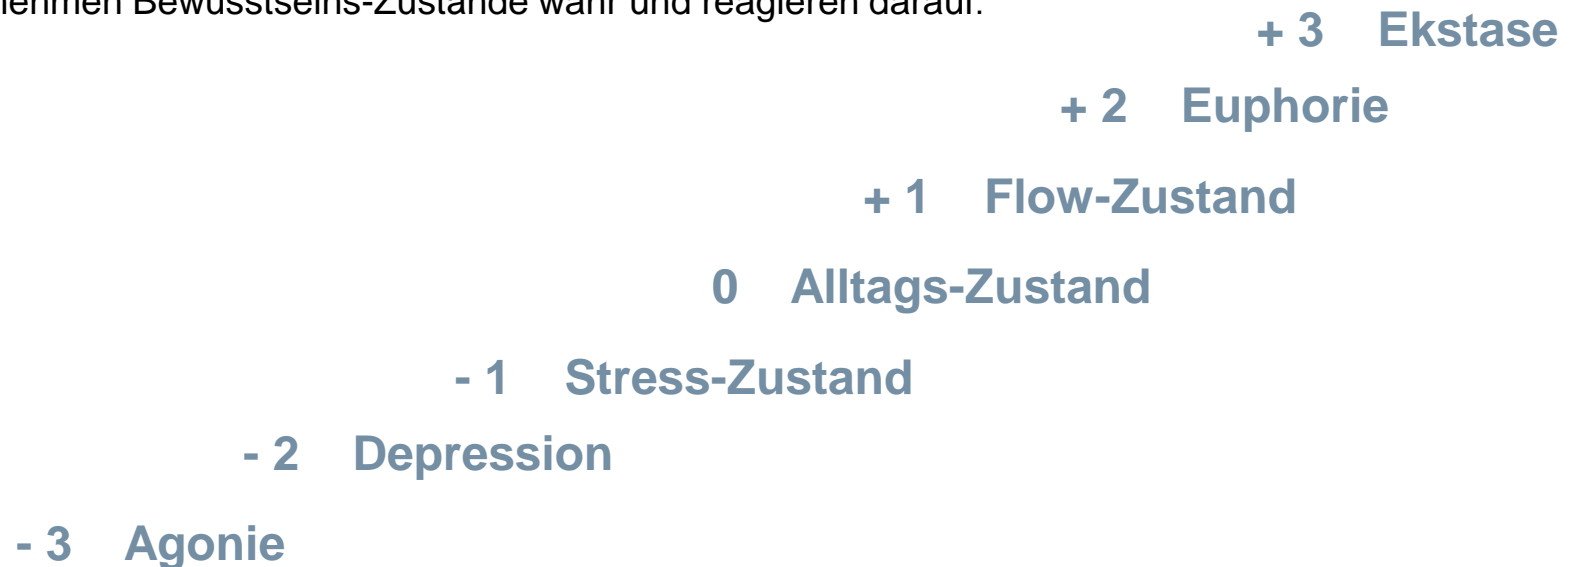 nehmen Bewusstseins-Zustände wahr und reagieren darauf.
+ 3 Ekstase
+ 2 Euphorie
+ 1 Flow-Zustand
0 Alltags-Zustand
- 1 Stress-Zustand
- 2 Depression
- 3 Agonie